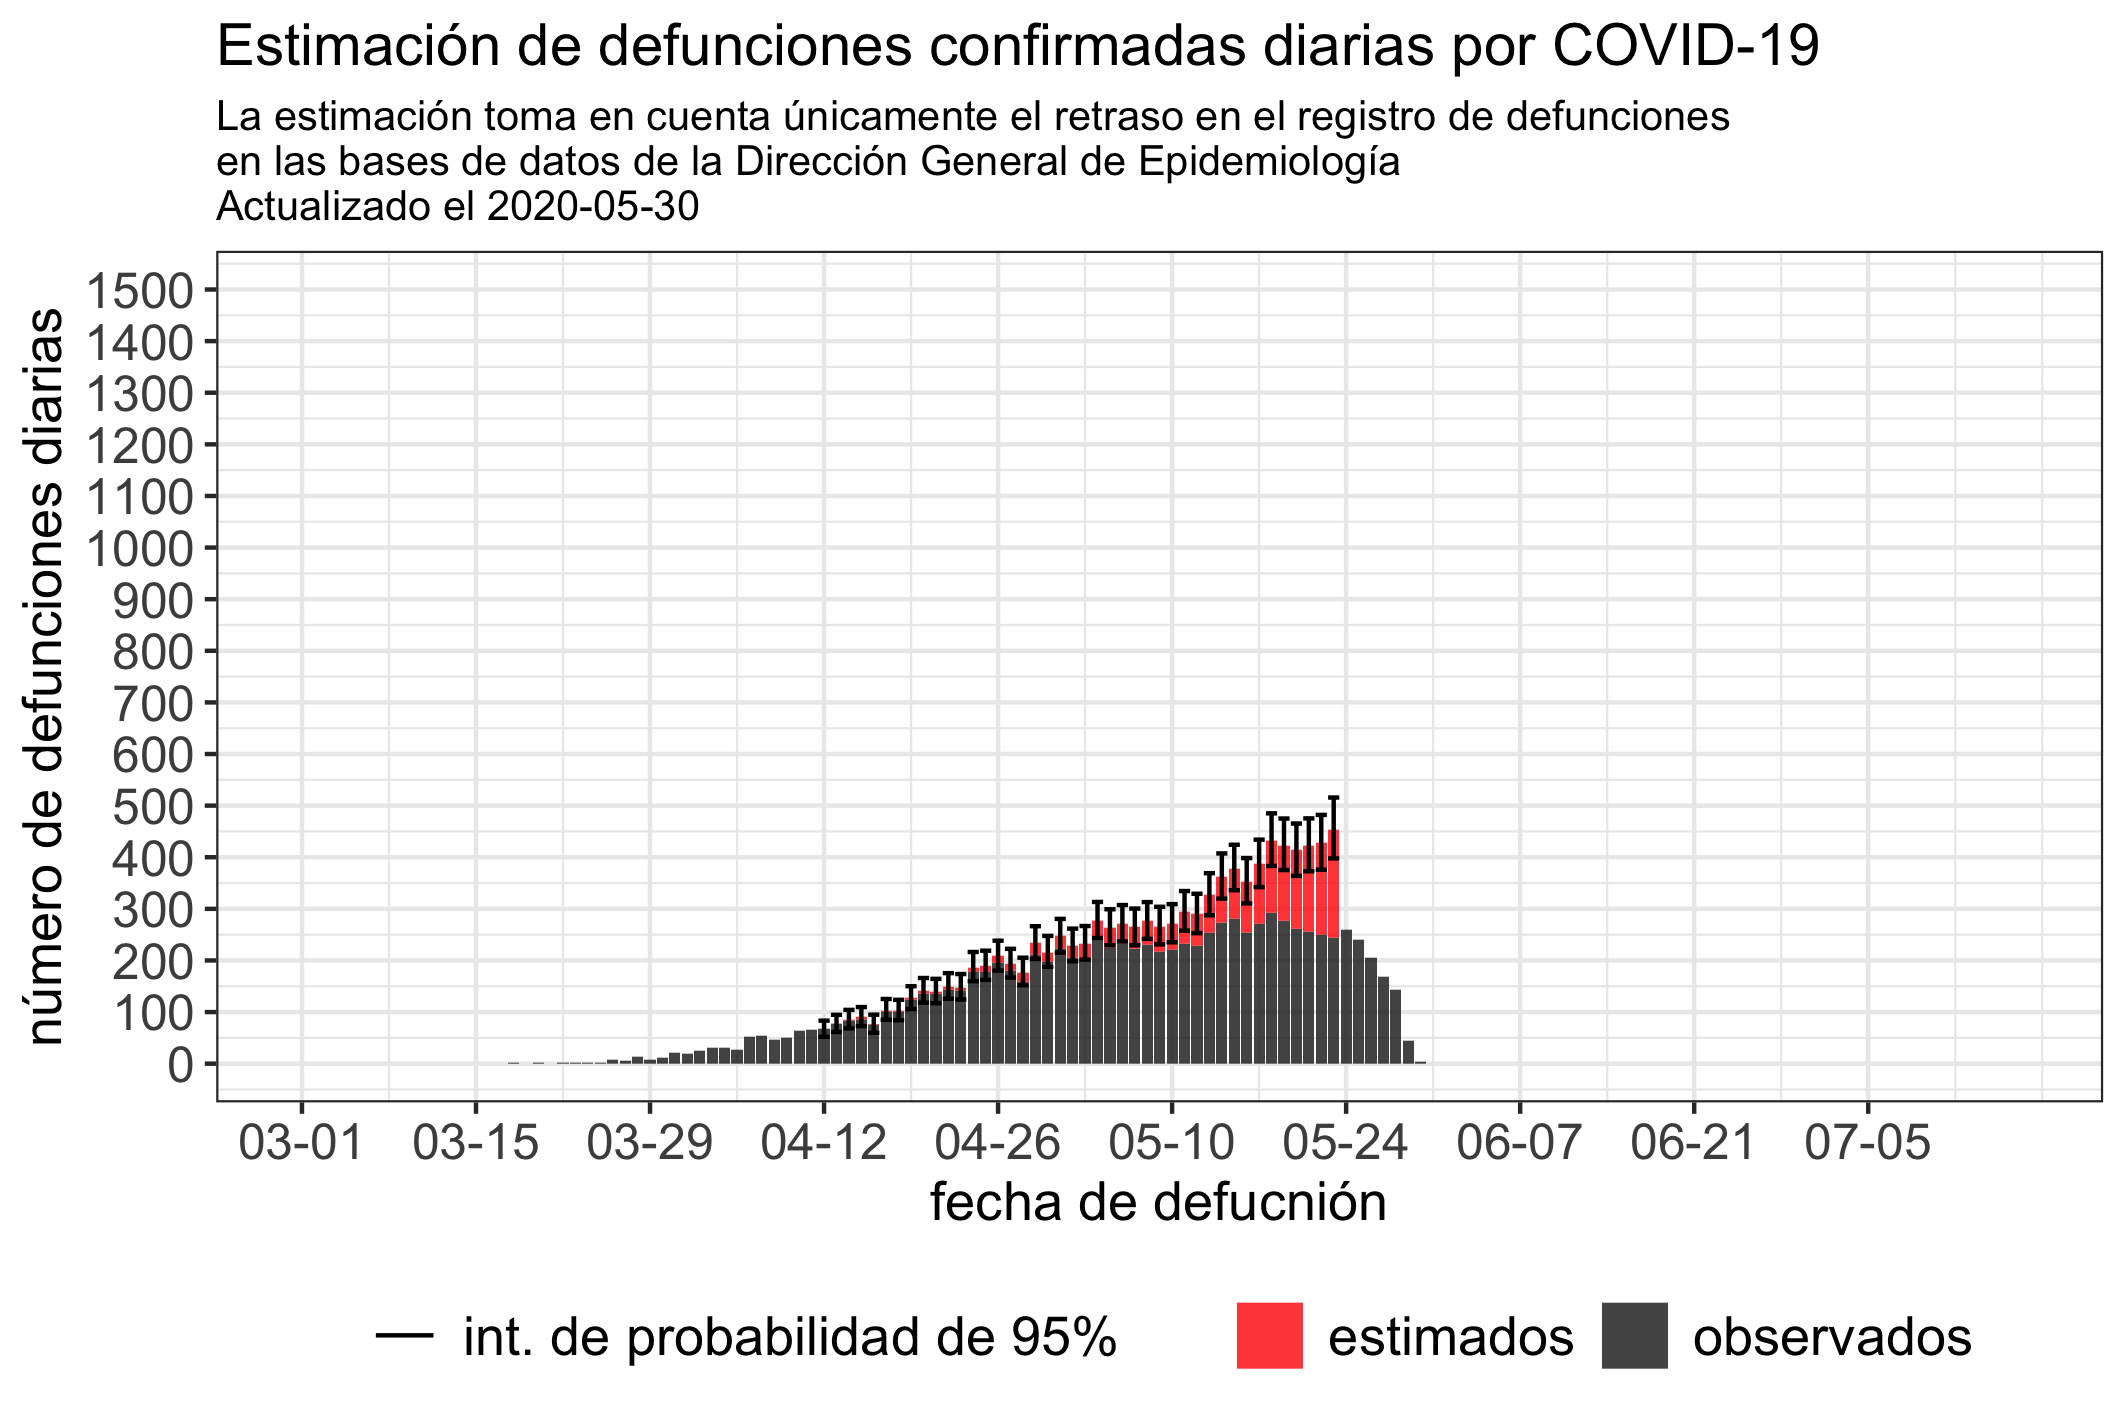 Estimación de defunciones confirmadas diarias por COVID-19
La estimación toma en cuenta únicamente el retraso en el registro de defunciones
en las bases de datos de la Dirección General de Epidemiología
Actualizado el 2020-05-30
número de defunciones diarias
1500
1400
1300
1200
1100
1000
900
800
700
600
500
400
300
200
100
0
03-01 03-15 03-29 04-12 04-26 05-10 05-24 06-07 06-21 07-05
fecha de defucnión
int. de probabilidad de 95% estimados observados